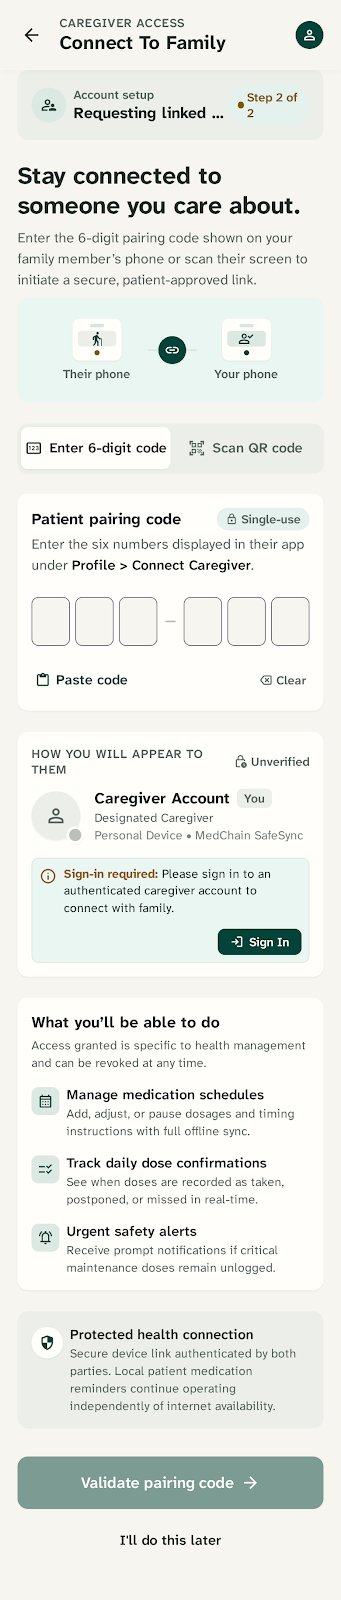 CAREGIVER ACCESS
Connect To Family
Account setup
Requesting linked ...
Step 2 of
2
Stay connected to
someone you care about.
Enter the 6-digit pairing code shown on your
family member's phone or scan their screen to
initiate a secure, patient-approved link.
Their phone
Your phone
123 Enter 6-digit code
Scan QR code
Patient pairing code
Single-use
Enter the six numbers displayed in their app
under Profile > Connect Caregiver.
–
Paste code
Clear
HOW YOU WILL APPEAR TO
THEM
Unverified
Caregiver Account
You
Designated Caregiver
Personal Device • MedChain SafeSync
Sign-in required: Please sign in to an
authenticated caregiver account to
connect with family.
Sign In
What you'll be able to do
Access granted is specific to health management
and can be revoked at any time.
Manage medication schedules
Add, adjust, or pause dosages and timing
instructions with full offline sync.
Track daily dose confirmations
See when doses are recorded as taken,
postponed, or missed in real-time.
Urgent safety alerts
Receive prompt notifications if critical
maintenance doses remain unlogged.
Protected health connection
Secure device link authenticated by both
parties. Local patient medication
reminders continue operating
independently of internet availability.
Validate pairing code →
I'll do this later